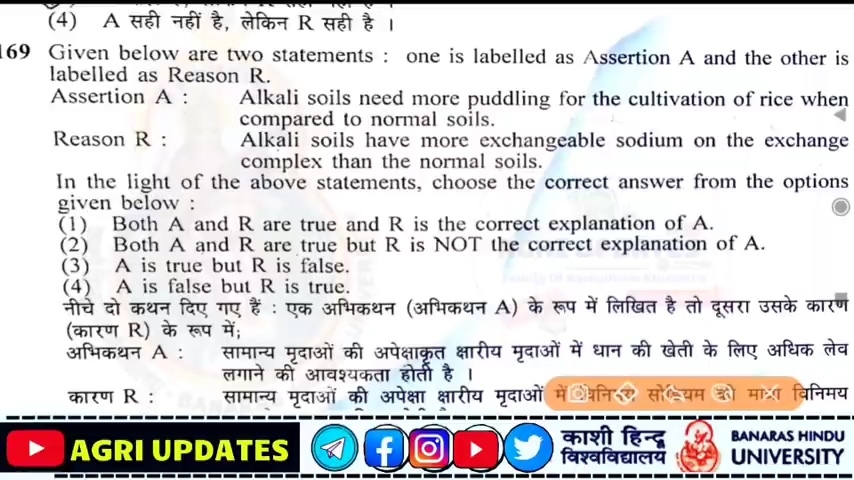 (4) A सही नहीं है, लेकिन R सही है ।
169 Given below are two statements : one is labelled as Assertion A and the other is
labelled as Reason R.
Assertion A : Alkali soils need more puddling for the cultivation of rice when
compared to normal soils.
Reason R : Alkali soils have more exchangeable sodium on the exchange
complex than the normal soils.
In the light of the above statements, choose the correct answer from the options
given below :
(1) Both A and R are true and R is the correct explanation of A.
(2) Both A and R are true but R is NOT the correct explanation of A.
(3) A is true but R is false.
(4) A is false but R is true.
नीचे दो कथन दिए गए हैं : एक अभिकथन (अभिकथन A) के रूप में लिखित है तो दूसरा उसके कारण
(कारण R) के रूप में;
अभिकथन A : सामान्य मृदाओं की अपेक्षाकृत क्षारीय मृदाओं में धान की खेती के लिए अधिक लेव
लगाने की आवश्यकता होती है ।
कारण R : सामान्य मृदाओं की अपेक्षा क्षारीय मृदाओं में विनिमय सोडियम की मात्रा विनिमय
AGRI UPDATES
काशी हिन्दू
विश्वविद्यालय
BANARAS HINDU
UNIVERSITY